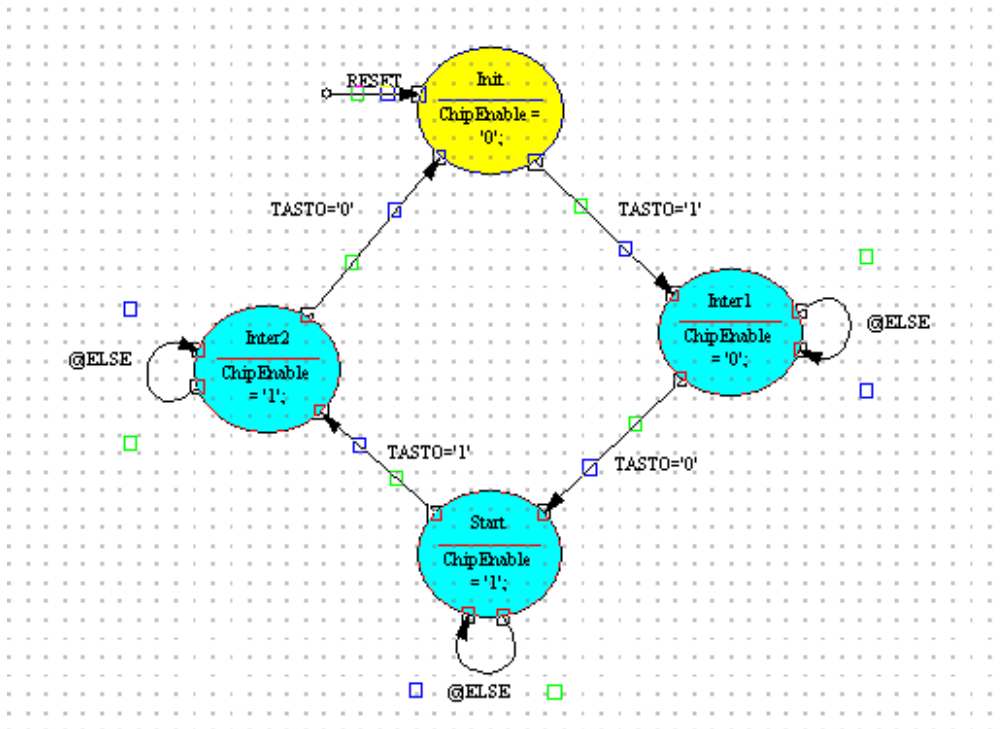 RESET
Init
ChipEnable =
'0';
TASTO='0'
TASTO='1'
Inter1
ChipEnable
= '0';
@ELSE
Inter2
ChipEnable
= '1';
@ELSE
TASTO='1'
TASTO='0'
Start
ChipEnable
= '1';
@ELSE